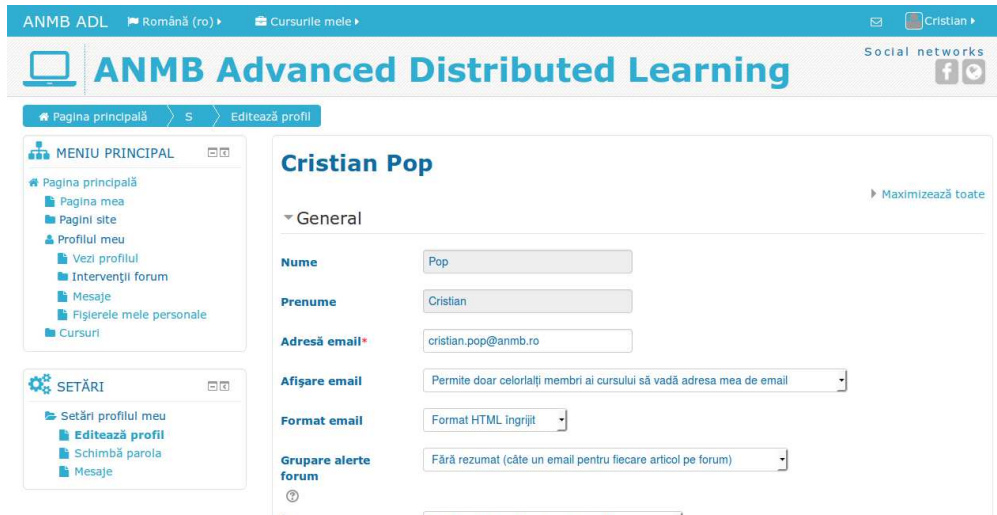 ANMB ADL Română (ro) Cursurile mele Cristian
ANMB Advanced Distributed Learning
Social networks
Pagina principală S Editează profil
MENIU PRINCIPAL
Pagina principală
Pagina mea
Pagini site
Profilul meu
Vezi profilul
Intervenții forum
Mesaje
Fișierele mele personale
Cursuri
SETĂRI
Setări profilul meu
Editează profil
Schimbă parola
Mesaje
Cristian Pop
Maximizează toate
General
Nume Pop
Prenume Cristian
Adresă email* cristian.pop@anmb.ro
Afișare email Permite doar celorlalți membri ai cursului să vadă adresa mea de email
Format email Format HTML îngrijit
Grupare alerte Fără rezumat (câte un email pentru fiecare articol pe forum)
forum